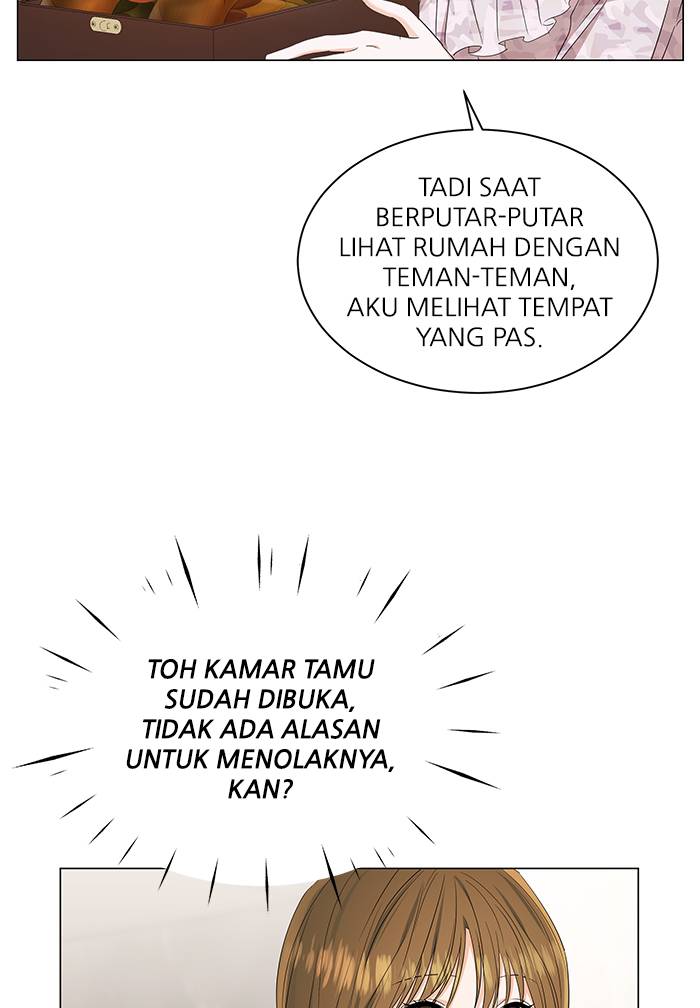 TADI SAAT
BERPUTAR-PUTAR
LIHAT RUMAH DENGAN
TEMAN-TEMAN,
AKU MELIHAT TEMPAT
YANG PAS.
TOH KAMAR TAMU
SUDAH DIBUKA,
TIDAK ADA ALASAN
UNTUK MENOLAKNYA,
KAN?